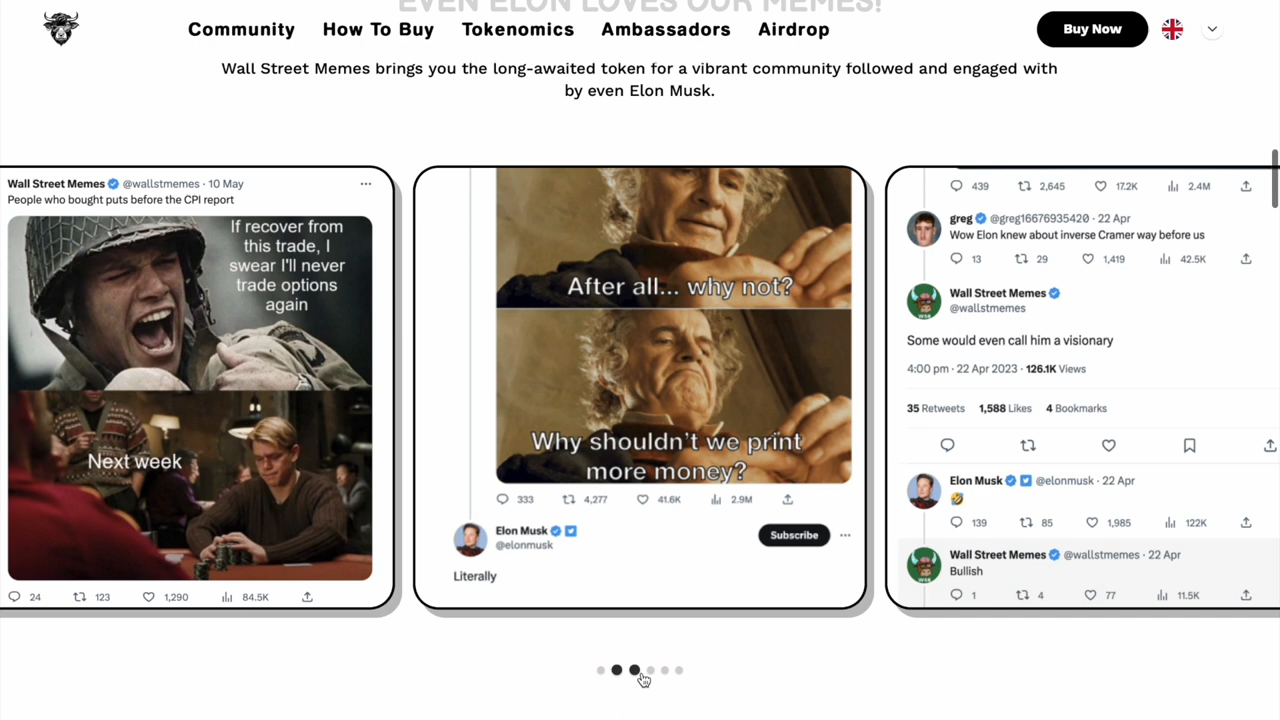 EVEN ELON LOVES OUR MEMES!
Community How To Buy Tokenomics Ambassadors Airdrop Buy Now
Wall Street Memes brings you the long-awaited token for a vibrant community followed and engaged with
by even Elon Musk.
Wall Street Memes @wallstmemes · 10 May
People who bought puts before the CPI report
If recover from
this trade, I
swear I'll never
trade options
again
Next week
24 123 1,290 84.5K
After all... why not?
Why shouldn't we print
more money?
333 4,277 41.6K 2.9M
Elon Musk
@elonmusk
Subscribe
Literally
439 2,645 17.2K 2.4M
greg @greg16676935420 · 22 Apr
Wow Elon knew about inverse Cramer way before us
13 29 1,419 42.5K
Wall Street Memes
@wallstmemes
Some would even call him a visionary
4:00 pm · 22 Apr 2023 · 126.1K Views
35 Retweets 1,588 Likes 4 Bookmarks
Elon Musk @elonmusk · 22 Apr
🤣
139 85 1,985 122K
Wall Street Memes @wallstmemes · 22 Apr
Bullish
1 4 77 11.5K